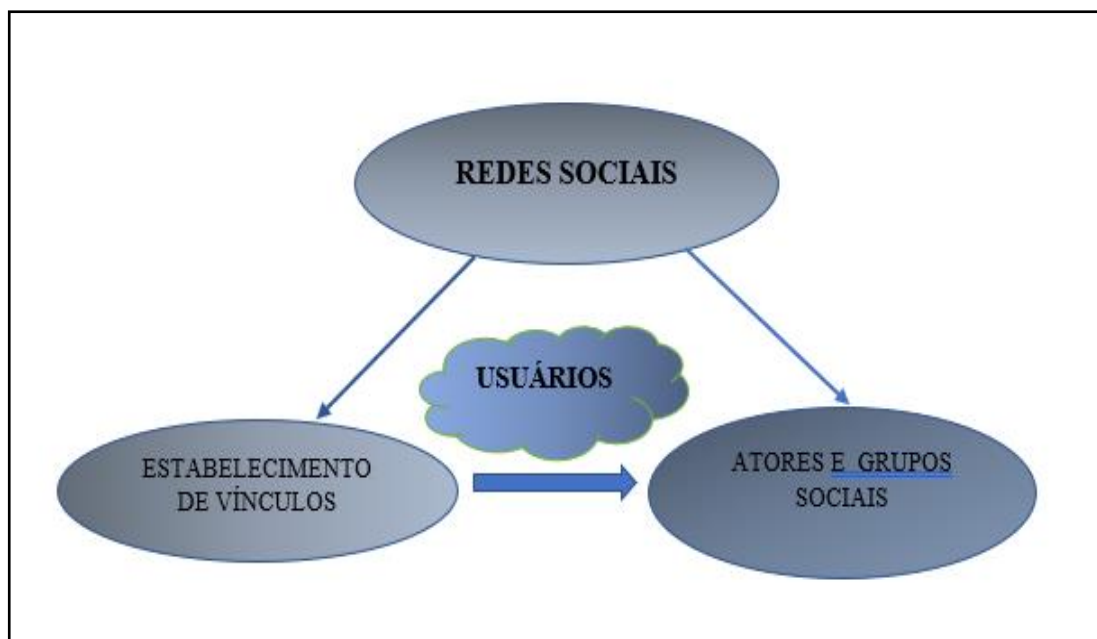 REDES SOCIAIS
USUÁRIOS
ESTABELECIMENTO
DE VÍNCULOS
ATORES E GRUPOS
SOCIAIS